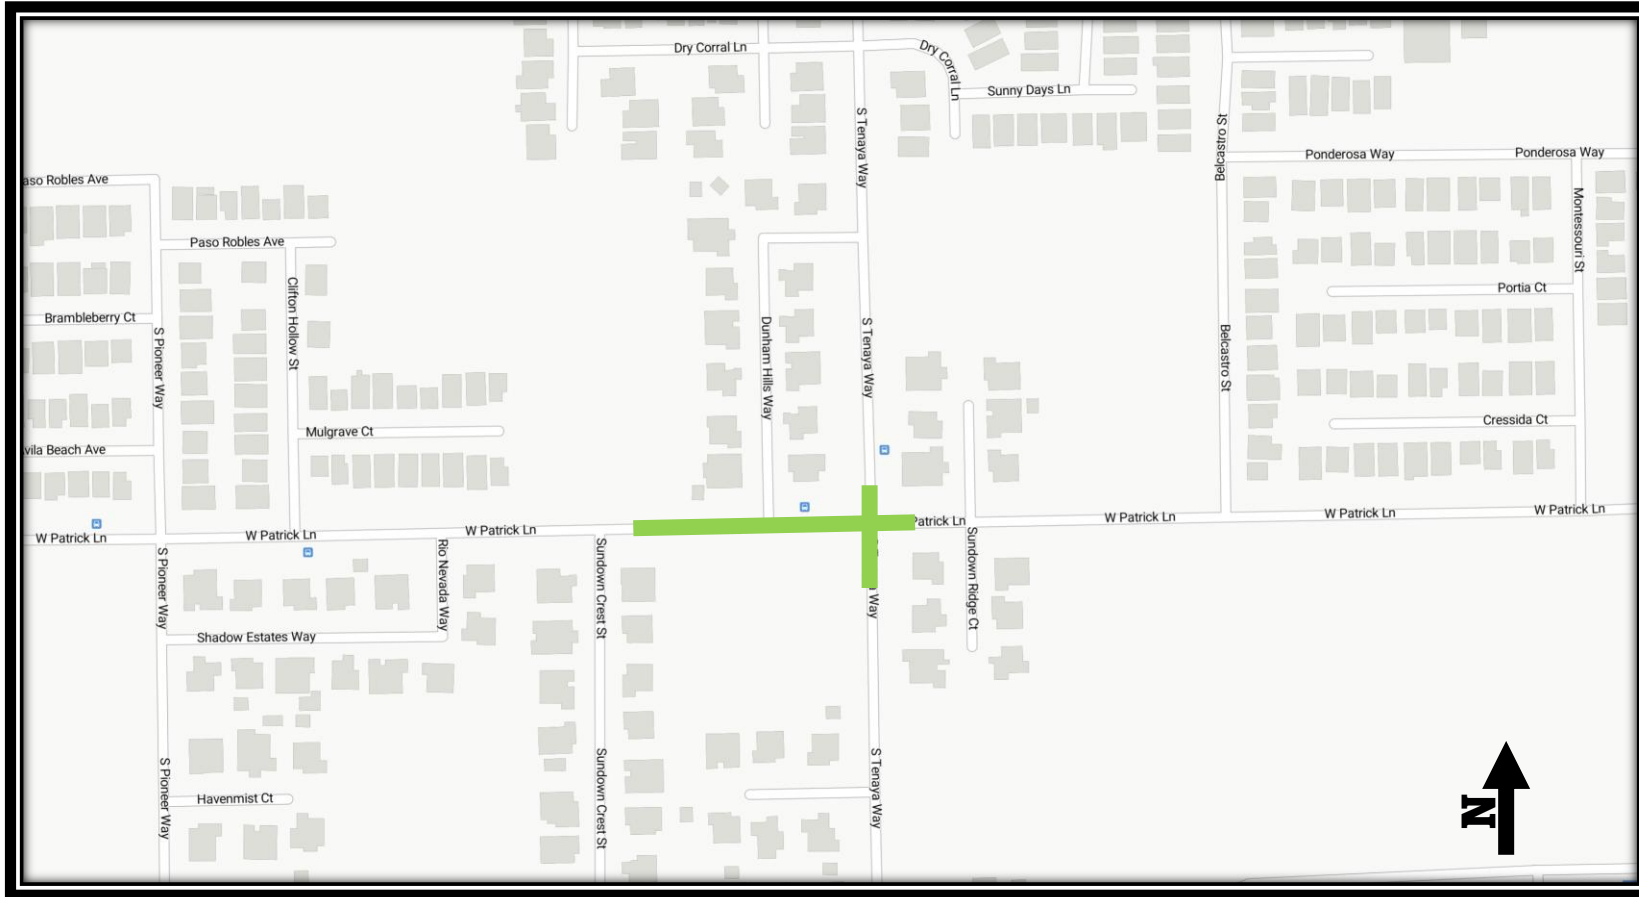 Dry Corral Ln
Dry Corral Ln
Sunny Days Ln
S Tenaya Way
Belcastro St
Ponderosa Way
Ponderosa Way
aso Robles Ave
Paso Robles Ave
Montessouri St
Clifton Hollow St
Portia Ct
Brambleberry Ct
S Pioneer Way
Dunham Hills Way
S Tenaya Way
Belcastro St
Mulgrave Ct
Cressida Ct
vila Beach Ave
W Patrick Ln
W Patrick Ln
W Patrick Ln
Patrick Ln
W Patrick Ln
W Patrick Ln
W Patrick Ln
S Pioneer Way
Rio Nevada Way
Sundown Crest St
Way
Sundown Ridge Ct
Shadow Estates Way
S Pioneer Way
Sundown Crest St
S Tenaya Way
Havenmist Ct
N